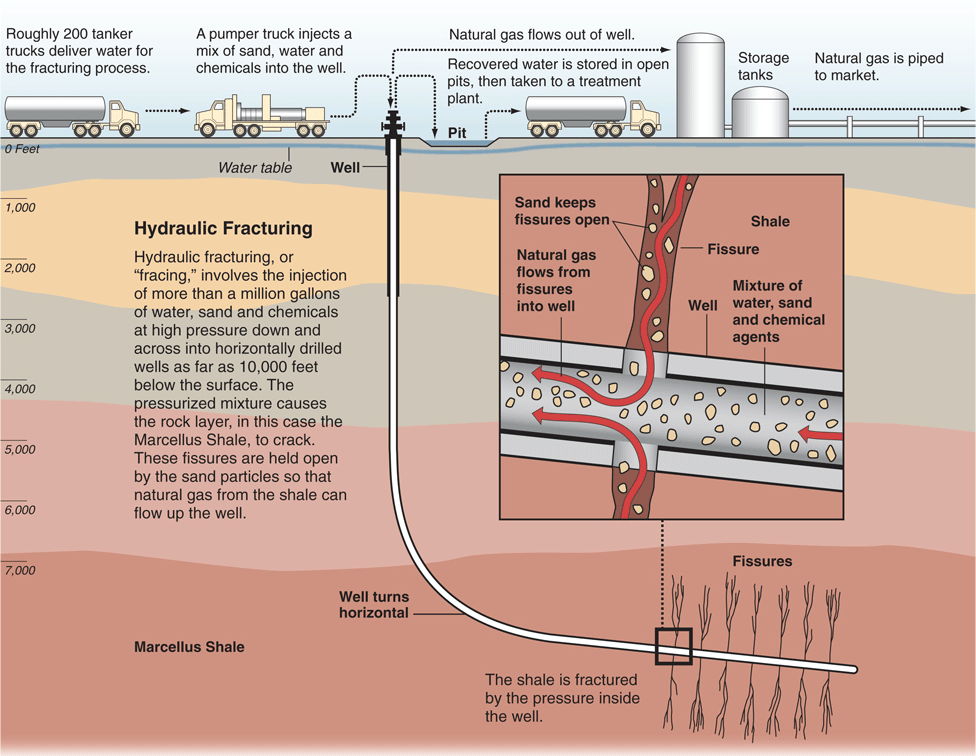 Roughly 200 tanker
trucks deliver water for
the fracturing process.
A pumper truck injects a
mix of sand, water and
chemicals into the well.
Natural gas flows out of well.
Recovered water is stored in open
pits, then taken to a treatment
plant.
Storage
tanks
Natural gas is piped
to market.
Pit
0 Feet
Water table
Well
1,000
2,000
3,000
4,000
5,000
6,000
7,000
Hydraulic Fracturing
Hydraulic fracturing, or
“fracing,” involves the injection
of more than a million gallons
of water, sand and chemicals
at high pressure down and
across into horizontally drilled
wells as far as 10,000 feet
below the surface. The
pressurized mixture causes
the rock layer, in this case the
Marcellus Shale, to crack.
These fissures are held open
by the sand particles so that
natural gas from the shale can
flow up the well.
Sand keeps
fissures open
Shale
Fissure
Natural gas
flows from
fissures
into well
Well
Mixture of
water, sand
and chemical
agents
Fissures
Well turns
horizontal
Marcellus Shale
The shale is fractured
by the pressure inside
the well.